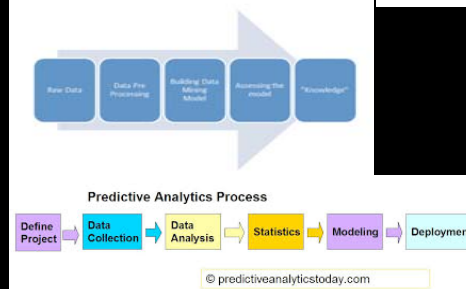 Raw Data
Data Pre
Processing
Building Data
Mining
Model
Assessing the
model
"Knowledge"
Predictive Analytics Process
Define
Project
Data
Collection
Data
Analysis
Statistics
Modeling
Deploymen
© predictiveanalyticstoday.com